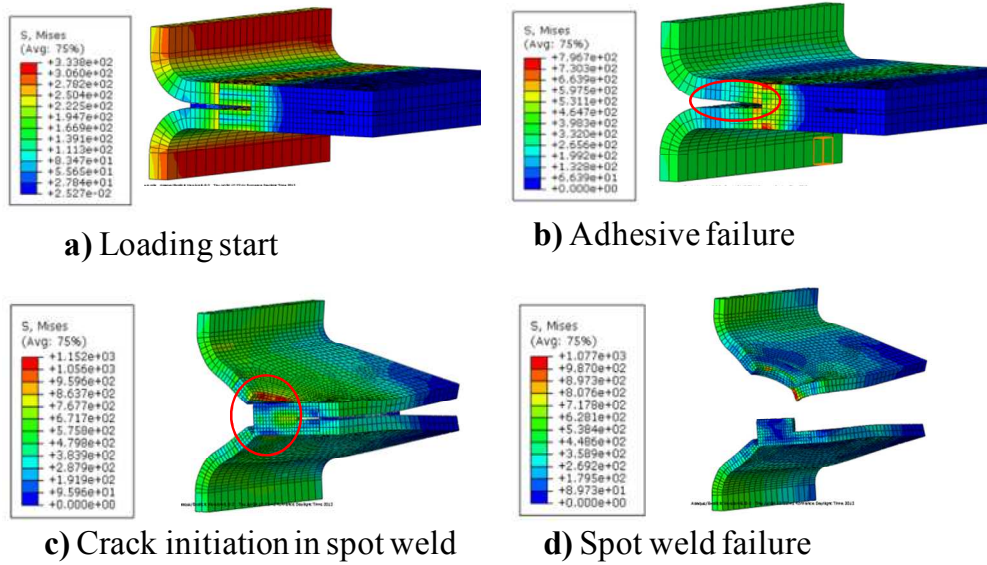 S, Mises
(Avg: 75%)
+3.338e+02
+3.060e+02
+2.782e+02
+2.504e+02
+2.225e+02
+1.947e+02
+1.669e+02
+1.391e+02
+1.113e+02
+8.347e+01
+5.565e+01
+2.784e+01
+2.527e-02
a) Loading start
S, Mises
(Avg: 75%)
+7.967e+02
+7.303e+02
+6.639e+02
+5.975e+02
+5.311e+02
+4.647e+02
+3.983e+02
+3.320e+02
+2.656e+02
+1.992e+02
+1.328e+02
+6.639e+01
+0.000e+00
b) Adhesive failure
S, Mises
(Avg: 75%)
+1.152e+03
+1.056e+03
+9.596e+02
+8.637e+02
+7.677e+02
+6.717e+02
+5.758e+02
+4.798e+02
+3.839e+02
+2.879e+02
+1.919e+02
+9.596e+01
+0.000e+00
c) Crack initiation in spot weld
S, Mises
(Avg: 75%)
+1.077e+03
+9.870e+02
+8.973e+02
+8.076e+02
+7.178e+02
+6.281e+02
+5.384e+02
+4.486e+02
+3.589e+02
+2.692e+02
+1.795e+02
+8.973e+01
+0.000e+00
d) Spot weld failure